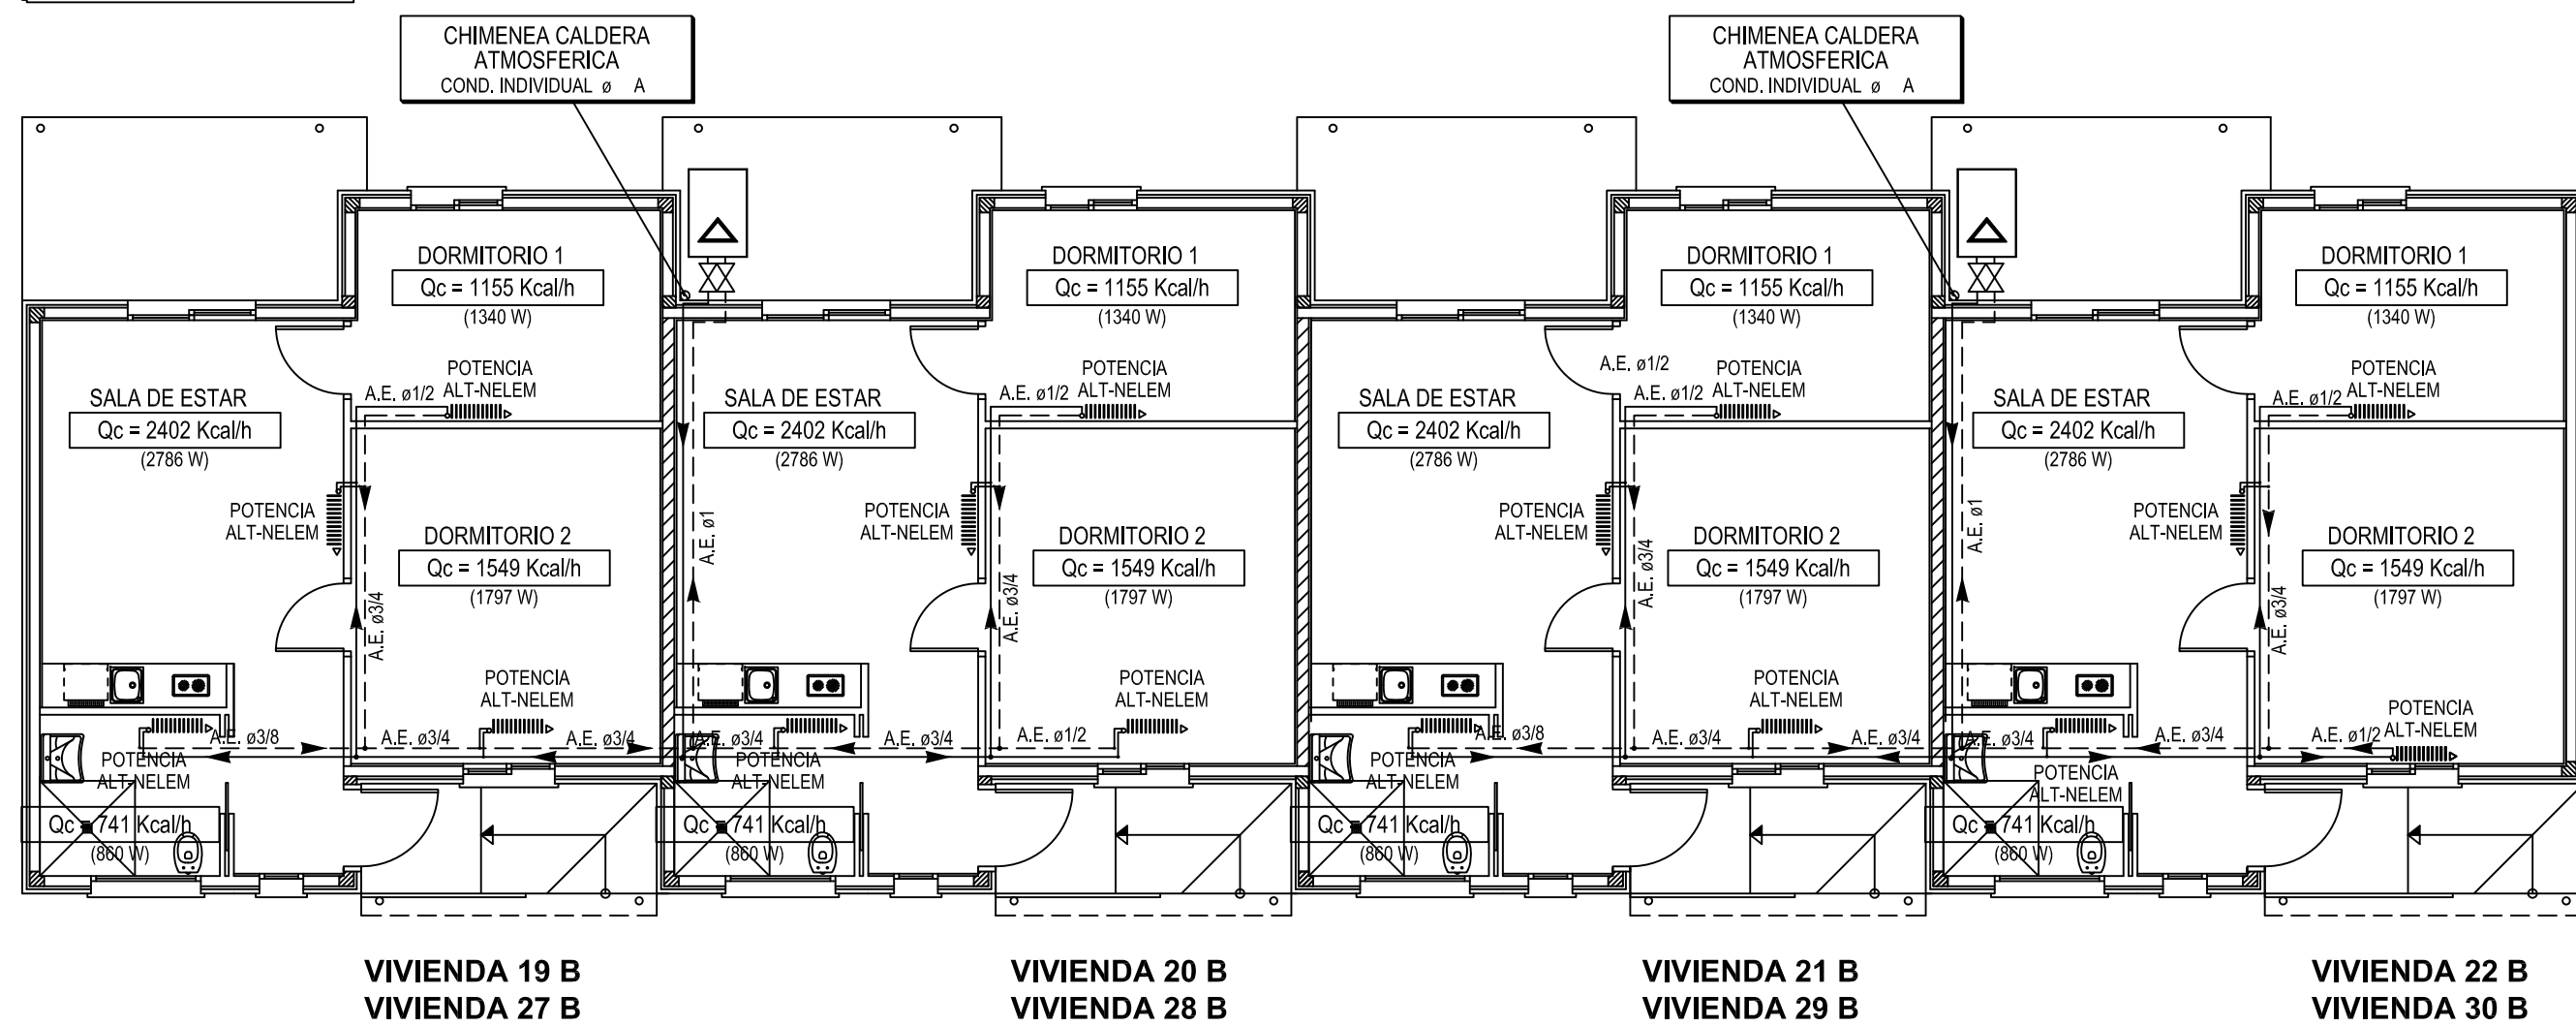 CHIMENEA CALDERA
ATMOSFERICA
COND. INDIVIDUAL ø A
CHIMENEA CALDERA
ATMOSFERICA
COND. INDIVIDUAL ø A
DORMITORIO 1
Qc = 1155 Kcal/h
(1340 W)
DORMITORIO 1
Qc = 1155 Kcal/h
(1340 W)
DORMITORIO 1
Qc = 1155 Kcal/h
(1340 W)
DORMITORIO 1
Qc = 1155 Kcal/h
(1340 W)
POTENCIA
ALT-NELEM
A.E. ø1/2
POTENCIA
ALT-NELEM
A.E. ø1/2
A.E. ø1/2
POTENCIA
ALT-NELEM
A.E. ø1/2
POTENCIA
ALT-NELEM
A.E. ø1/2
SALA DE ESTAR
Qc = 2402 Kcal/h
(2786 W)
SALA DE ESTAR
Qc = 2402 Kcal/h
(2786 W)
SALA DE ESTAR
Qc = 2402 Kcal/h
(2786 W)
SALA DE ESTAR
Qc = 2402 Kcal/h
(2786 W)
POTENCIA
ALT-NELEM
A.E. ø1
POTENCIA
ALT-NELEM
POTENCIA
ALT-NELEM
A.E. ø1
POTENCIA
ALT-NELEM
DORMITORIO 2
Qc = 1549 Kcal/h
(1797 W)
DORMITORIO 2
Qc = 1549 Kcal/h
(1797 W)
DORMITORIO 2
Qc = 1549 Kcal/h
(1797 W)
DORMITORIO 2
Qc = 1549 Kcal/h
(1797 W)
A.E. ø3/4
A.E. ø3/4
A.E. ø3/4
A.E. ø3/4
POTENCIA
ALT-NELEM
POTENCIA
ALT-NELEM
POTENCIA
ALT-NELEM
POTENCIA
ALT-NELEM
A.E. ø3/8
A.E. ø3/4
A.E. ø3/4
A.E. ø3/4
A.E. ø3/4
A.E. ø1/2
A.E. ø3/8
A.E. ø3/4
A.E. ø3/4
A.E. ø3/4
A.E. ø3/4
A.E. ø1/2
POTENCIA
ALT-NELEM
POTENCIA
ALT-NELEM
POTENCIA
ALT-NELEM
POTENCIA
ALT-NELEM
Qc = 741 Kcal/h
(860 W)
Qc = 741 Kcal/h
(860 W)
Qc = 741 Kcal/h
(860 W)
Qc = 741 Kcal/h
(860 W)
VIVIENDA 19 B
VIVIENDA 27 B
VIVIENDA 20 B
VIVIENDA 28 B
VIVIENDA 21 B
VIVIENDA 29 B
VIVIENDA 22 B
VIVIENDA 30 B